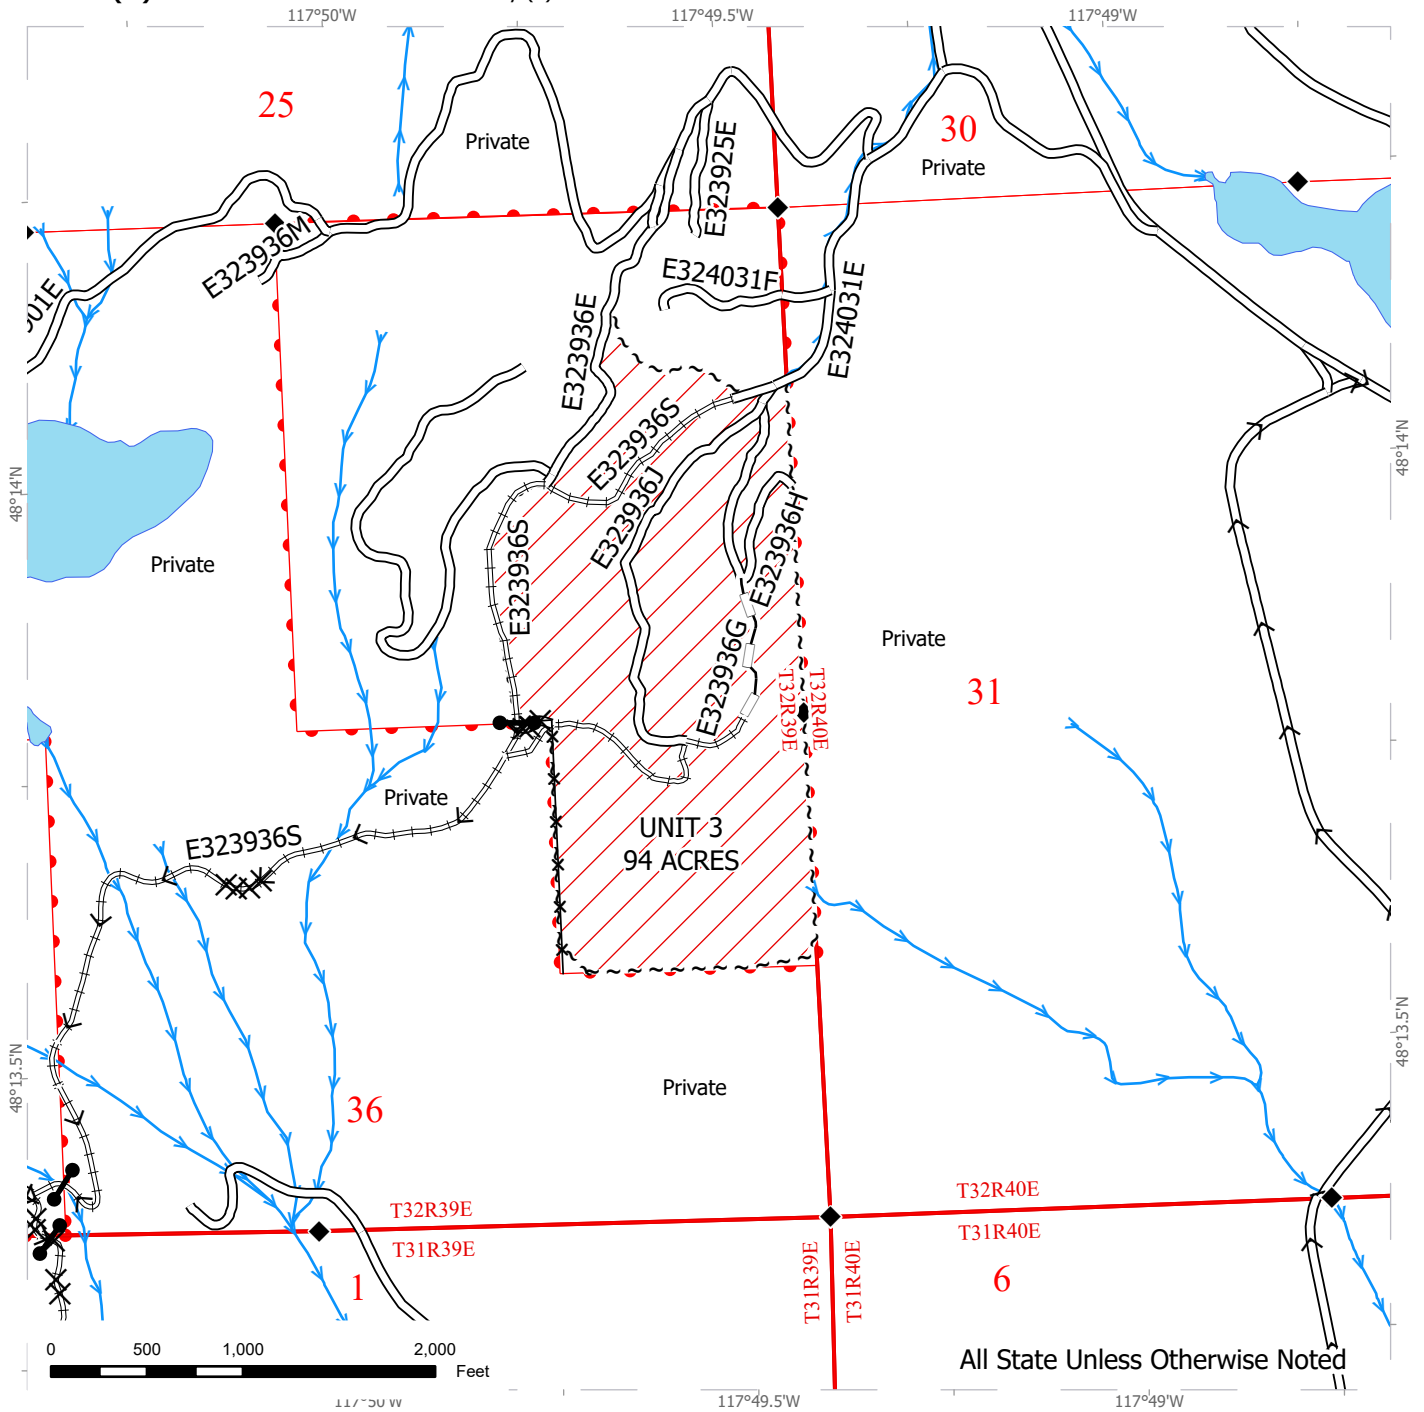 117°50'W
117°49.5'W
117°49'W
25
Private
30
Private
E323925E
E323936M
E324031F
E324031E
E323936E
E323936S
48°14'N
48°14'N
E323936J
E323936S
E323936H
Private
Private
E323936G
31
T32R39E
T32R40E
Private
UNIT 3
94 ACRES
E323936S
48°13.5'N
48°13.5'N
Private
36
T32R39E
T31R39E
T32R40E
T31R40E
T31R39E
T31R40E
1
6
0 500 1,000 2,000
Feet
All State Unless Otherwise Noted
117°50'W
117°49.5'W
117°49'W